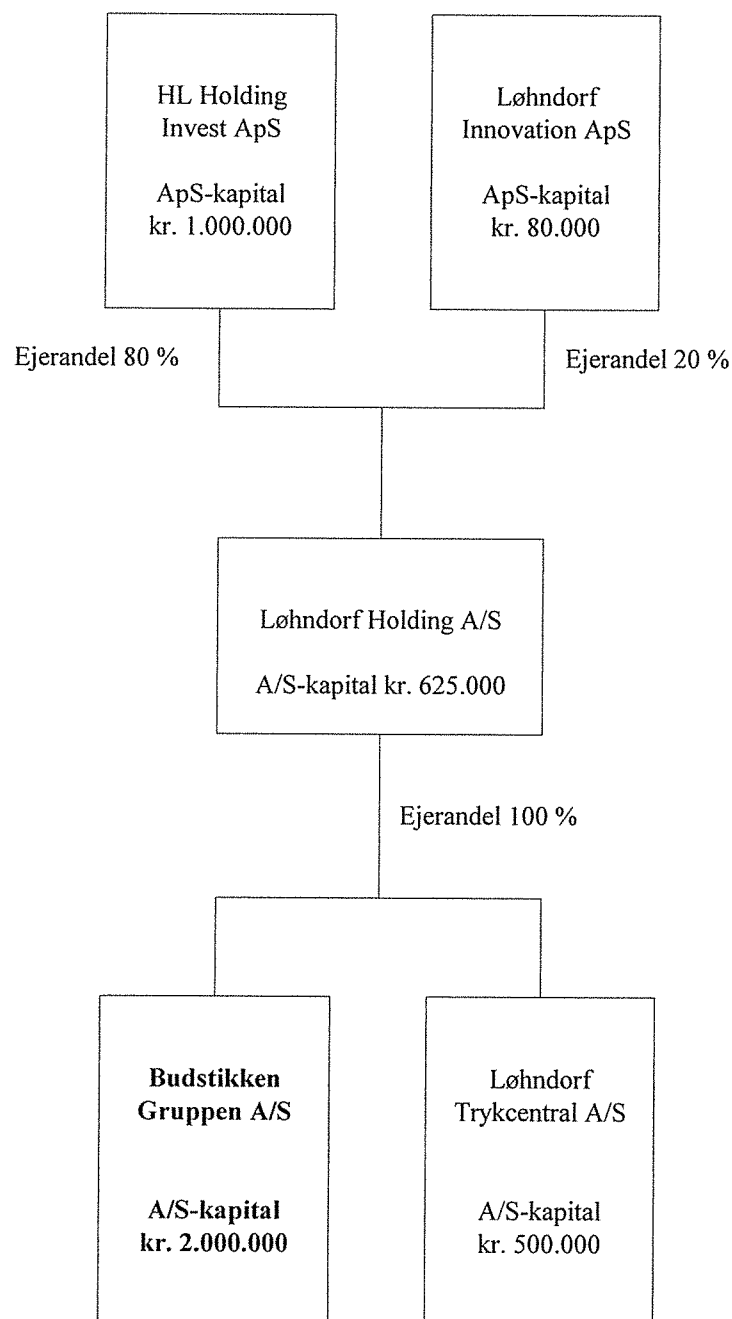 HL Holding
Invest ApS
ApS-kapital
kr. 1.000.000
Løhndorf
Innovation ApS
ApS-kapital
kr. 80.000
Ejerandel 80 %
Ejerandel 20 %
Løhndorf Holding A/S
A/S-kapital kr. 625.000
Ejerandel 100 %
Budstikken
Gruppen A/S
A/S-kapital
kr. 2.000.000
Løhndorf
Trykcentral A/S
A/S-kapital
kr. 500.000